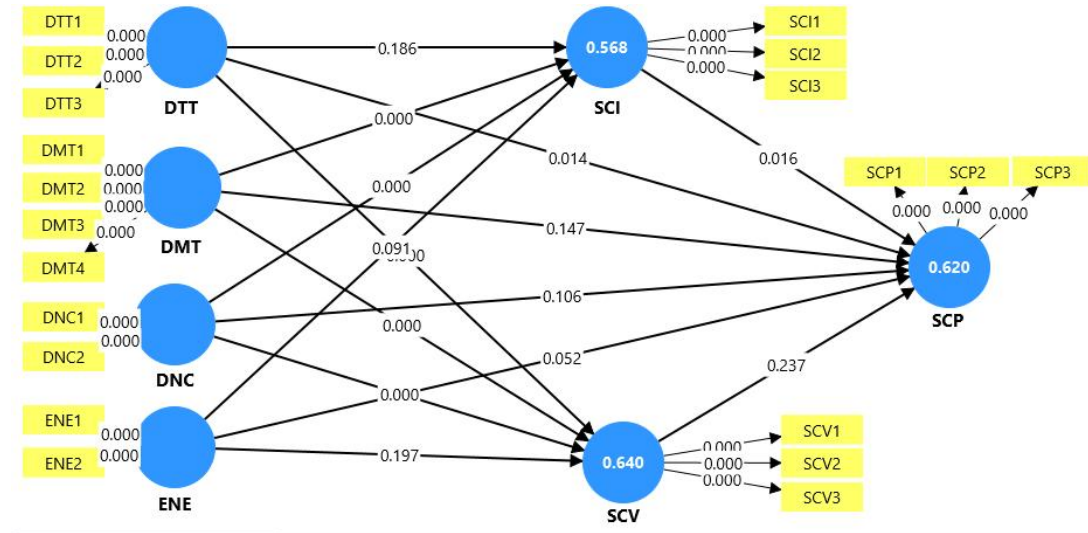 DTT1
DTT2
DTT3
0.000
0.000
0.000
DTT
DMT1
DMT2
DMT3
DMT4
0.000
0.000
0.000
0.000
DMT
DNC1
DNC2
0.000
0.000
DNC
ENE1
ENE2
0.000
0.000
ENE
0.186
0.000
0.014
0.000
0.147
0.091
0.106
0.000
0.052
0.000
0.197
0.568
SCI
0.000
0.000
0.000
SCI1
SCI2
SCI3
0.016
0.237
SCP1
SCP2
SCP3
0.000
0.000
0.000
0.620
SCP
0.640
SCV
0.000
0.000
0.000
SCV1
SCV2
SCV3